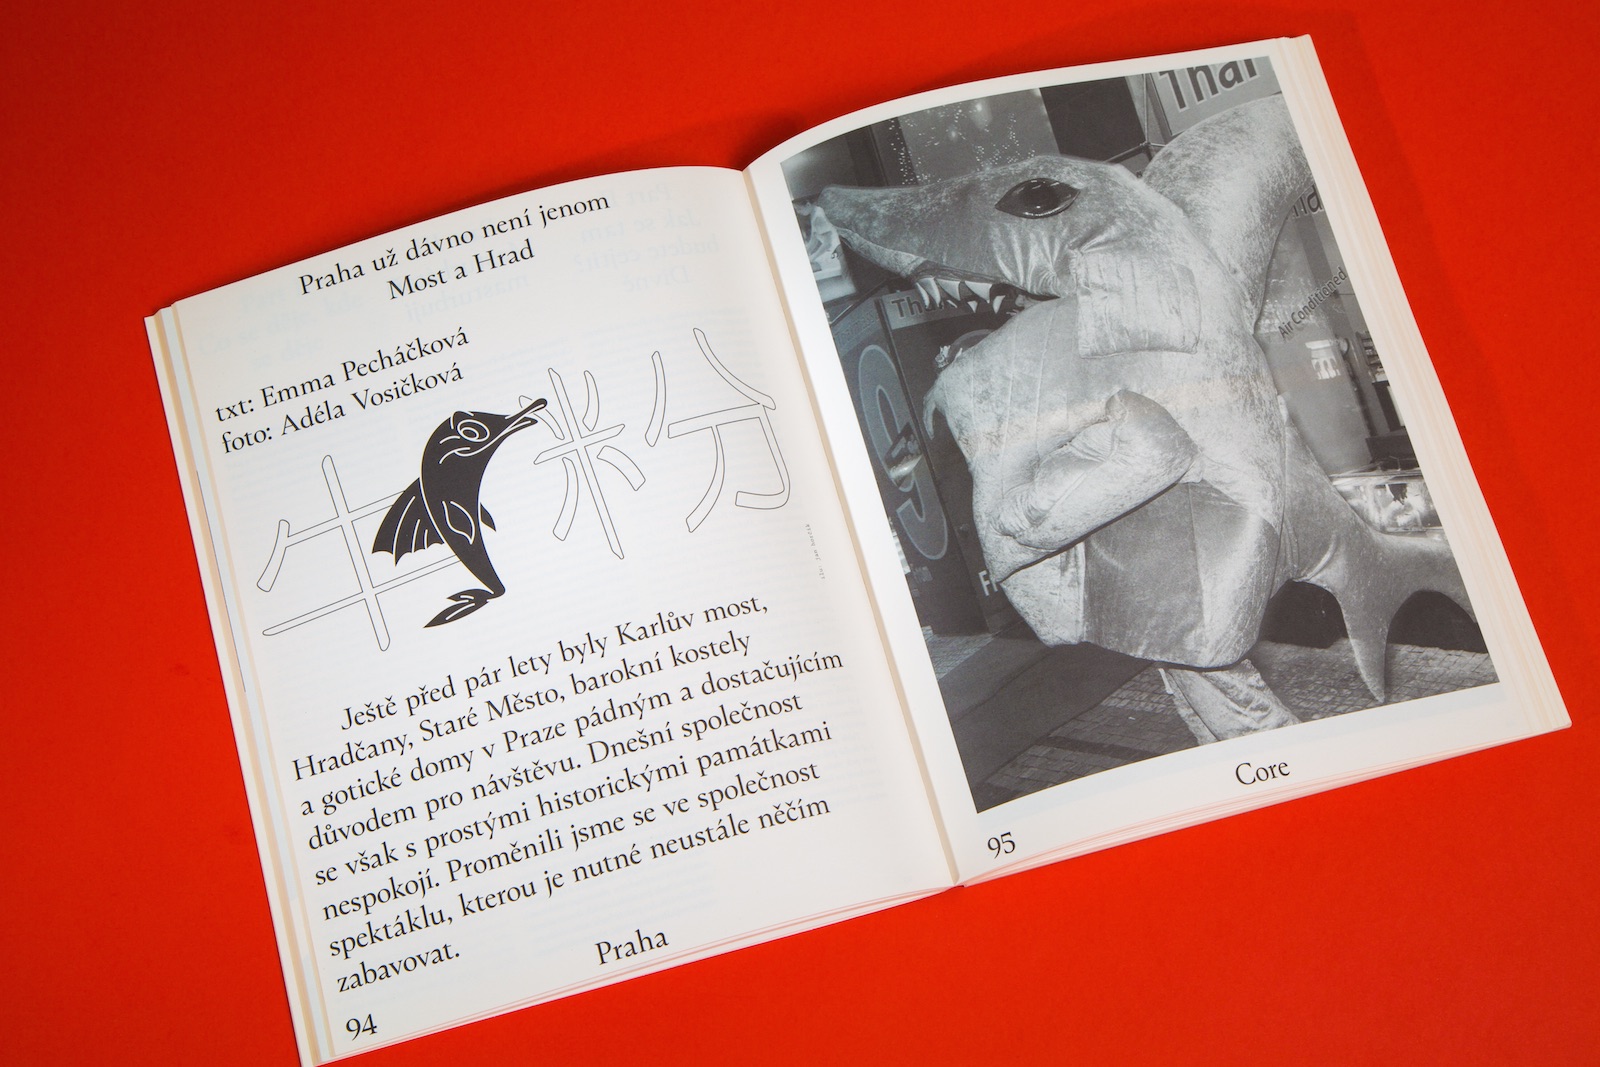 Praha už dávno není jenom
Most a Hrad
txt: Emma Pecháčková
foto: Adéla Vosičková
牛 粉
Ještě před pár lety byly Karlův most,
Hradčany, Staré Město, barokní kostely
a gotické domy v Praze pádným a dostačujícím
důvodem pro návštěvu. Dnešní společnost
se však s prostými historickými památkami
nespokojí. Proměnili jsme se ve společnost
spektáklu, kterou je nutné neustále něčím
zabavovat.
Praha
94
Thai
Air Conditioned
Core
95